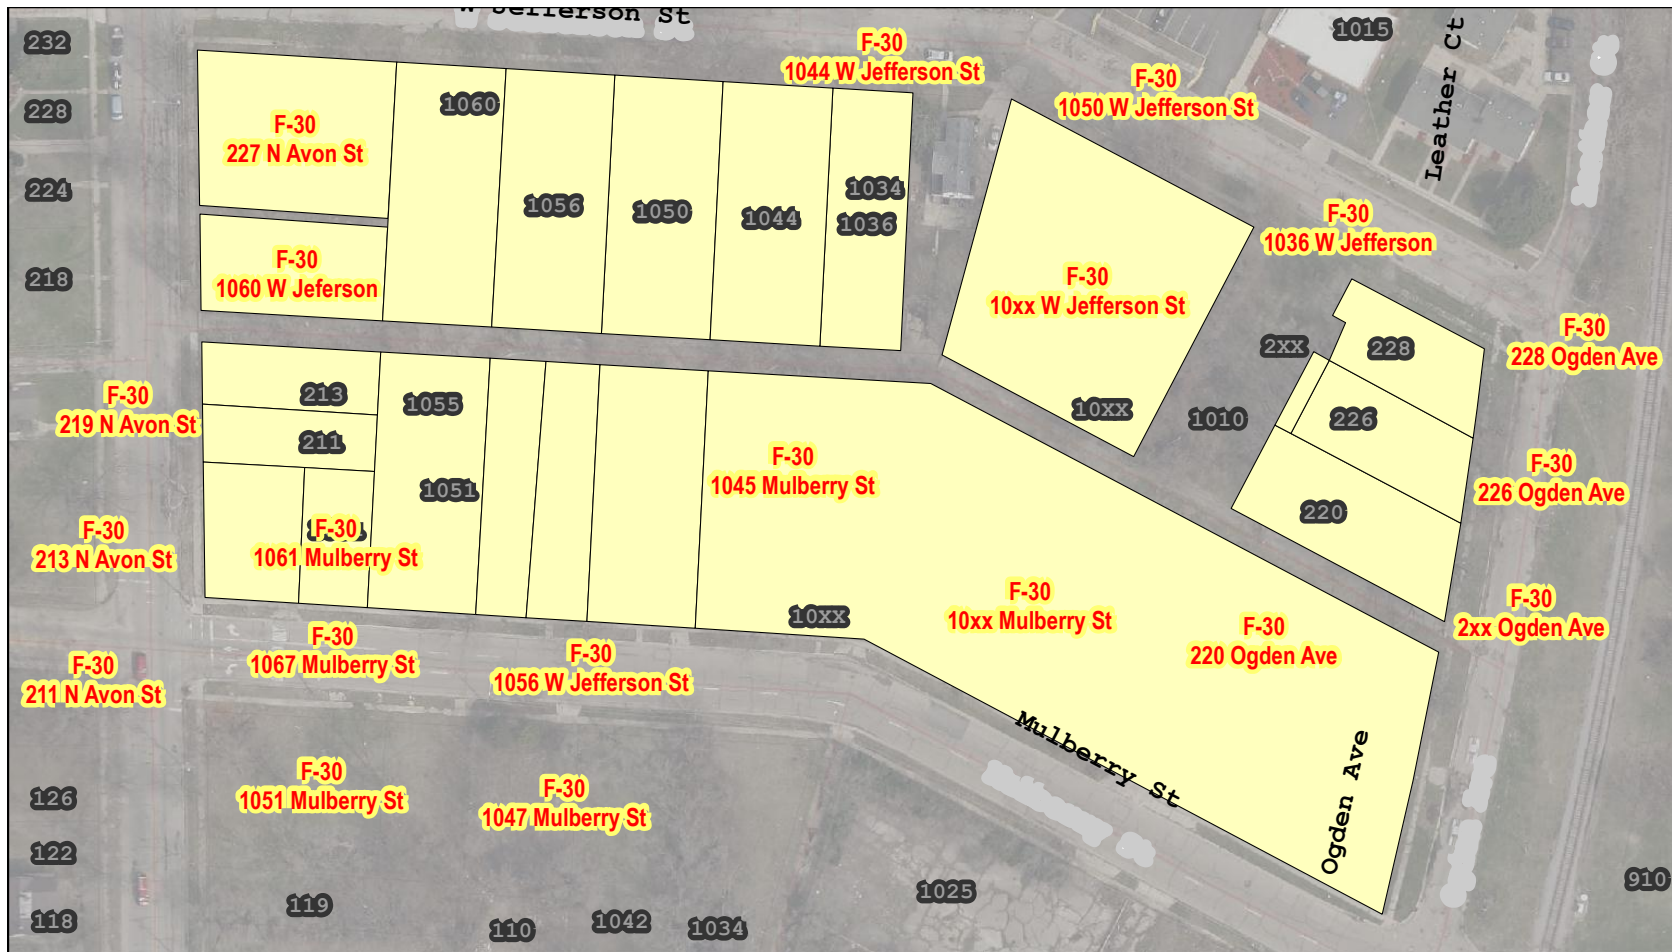 W Jefferson St
232
F-30
1044 W Jefferson St
1015
Leather Ct
F-30
1050 W Jefferson St
228
1060
F-30
227 N Avon St
224
1056
1050
1044
1034
1036
F-30
1036 W Jefferson
218
F-30
1060 W Jeferson
F-30
10xx W Jefferson St
2XX
228
F-30
228 Ogden Ave
F-30
219 N Avon St
213
1055
211
10XX
1010
226
F-30
1045 Mulberry St
F-30
226 Ogden Ave
1051
220
F-30
213 N Avon St
F-30
1061 Mulberry St
10XX
F-30
10xx Mulberry St
F-30
220 Ogden Ave
F-30
2xx Ogden Ave
F-30
211 N Avon St
F-30
1067 Mulberry St
F-30
1056 W Jefferson St
Mulberry St
Ogden Ave
F-30
1051 Mulberry St
F-30
1047 Mulberry St
126
122
118
119
110
1042
1034
1025
910